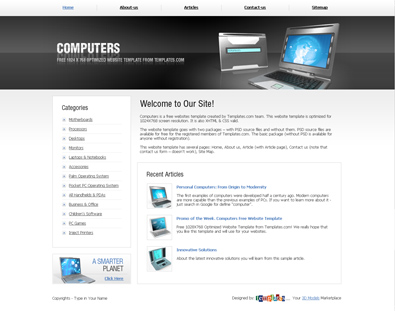 Home About-us Articles Contact-us Sitemap
COMPUTERS
FREE 1024 X 768 OPTIMIZED WEBSITE TEMPLATE FROM TEMPLATES.COM
Categories
Motherboards
Processors
Desktops
Monitors
Laptops & Notebooks
Accessories
Palm Operating System
Pocket PC Operating System
All Handhelds & PDAs
Business & Office
Children's Software
PC Games
Insect Printers
A SMARTER
PLANET
Click Here
Welcome to Our Site!
Computers is a free websites template created by Templates.com team. This website template is optimized for
1024X768 screen resolution. It is also XHTML & CSS valid.
The website template goes with two packages – with PSD source files and without them. PSD source files are
available for free for the registered members of Templates.com. The basic package (without PSD is available for
anyone without registration).
This website template has several pages: Home, About us, Article (with Article page), Contact us (note that
contact us form – doesn't work), Site Map.
Recent Articles
Personal Computers: From Origin to Modernity
The first examples of computers were developed half a century ago. Modern computers
are more capable than the previous examples of PCs. If you want to learn more about it -
just search in Google for define "computer".
Promo of the Week: Computers Free Website Template
Free 1024X768 Optimized Website Template from Templates.com! We really hope that
you like this template and will use for your websites.
Innovative Solutions
About the latest innovative solutions you will learn from this sample article.
Copyrights - Type in Your Name
Designed by: Templates Your 3D Models Marketplace